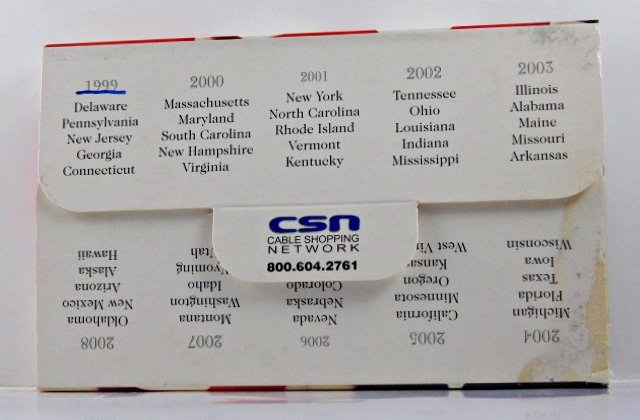 1999
Delaware
Pennsylvania
New Jersey
Georgia
Connecticut
2000
Massachusetts
Maryland
South Carolina
New Hampshire
Virginia
2001
New York
North Carolina
Rhode Island
Vermont
Kentucky
2002
Tennessee
Ohio
Louisiana
Indiana
Mississippi
2003
Illinois
Alabama
Maine
Missouri
Arkansas
csn
CABLE SHOPPING
NETWORK
800.604.2761
2004
Michigan
Florida
Texas
Iowa
Wisconsin
2005
California
Minnesota
Oregon
Kansas
West Vir
2006
Nevada
Nebraska
Colorado
2007
Montana
Washington
Idaho
Wyoming
Utah
2008
Oklahoma
New Mexico
Arizona
Alaska
Hawaii